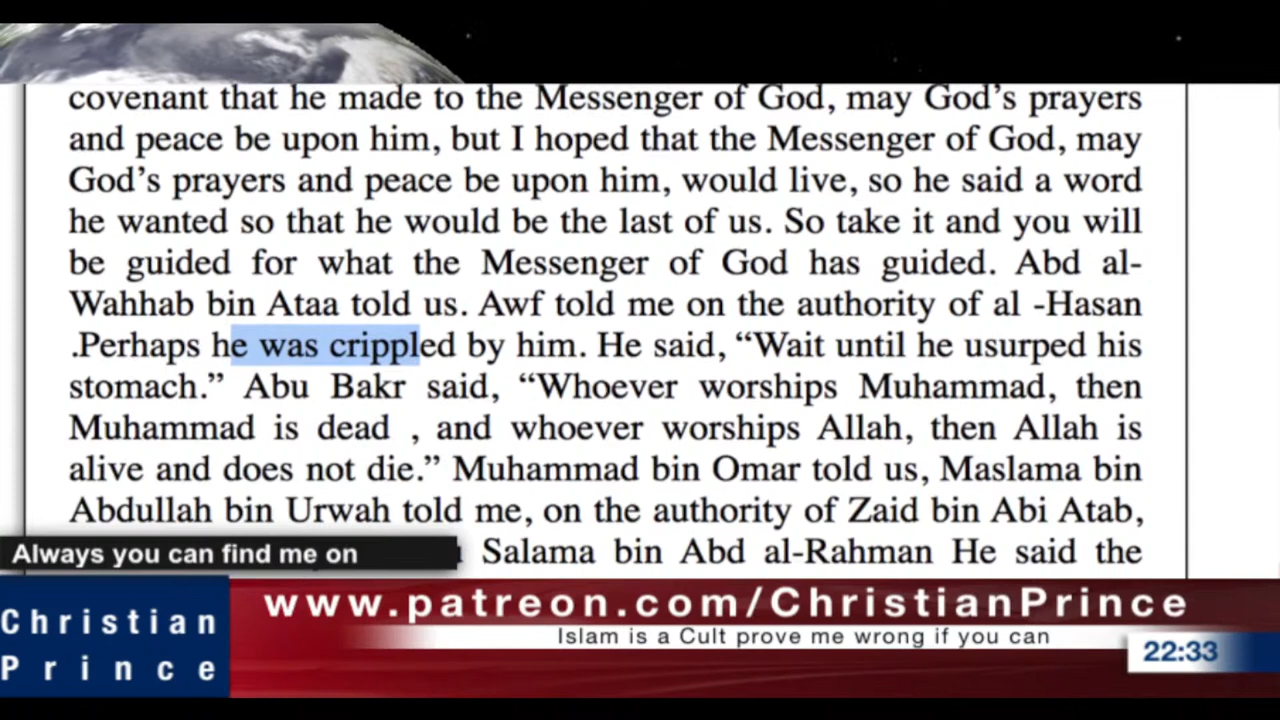 covenant that he made to the Messenger of God, may God's prayers
and peace be upon him, but I hoped that the Messenger of God, may
God's prayers and peace be upon him, would live, so he said a word
he wanted so that he would be the last of us. So take it and you will
be guided for what the Messenger of God has guided. Abd al-
Wahhab bin Ataa told us. Awf told me on the authority of al -Hasan
.Perhaps he was crippled by him. He said, “Wait until he usurped his
stomach.” Abu Bakr said, “Whoever worships Muhammad, then
Muhammad is dead , and whoever worships Allah, then Allah is
alive and does not die.” Muhammad bin Omar told us, Maslama bin
Abdullah bin Urwah told me, on the authority of Zaid bin Abi Atab,
Salama bin Abd al-Rahman He said the
Always you can find me on
www.patreon.com/ChristianPrince
Islam is a Cult prove me wrong if you can
Christian
Prince
22:33